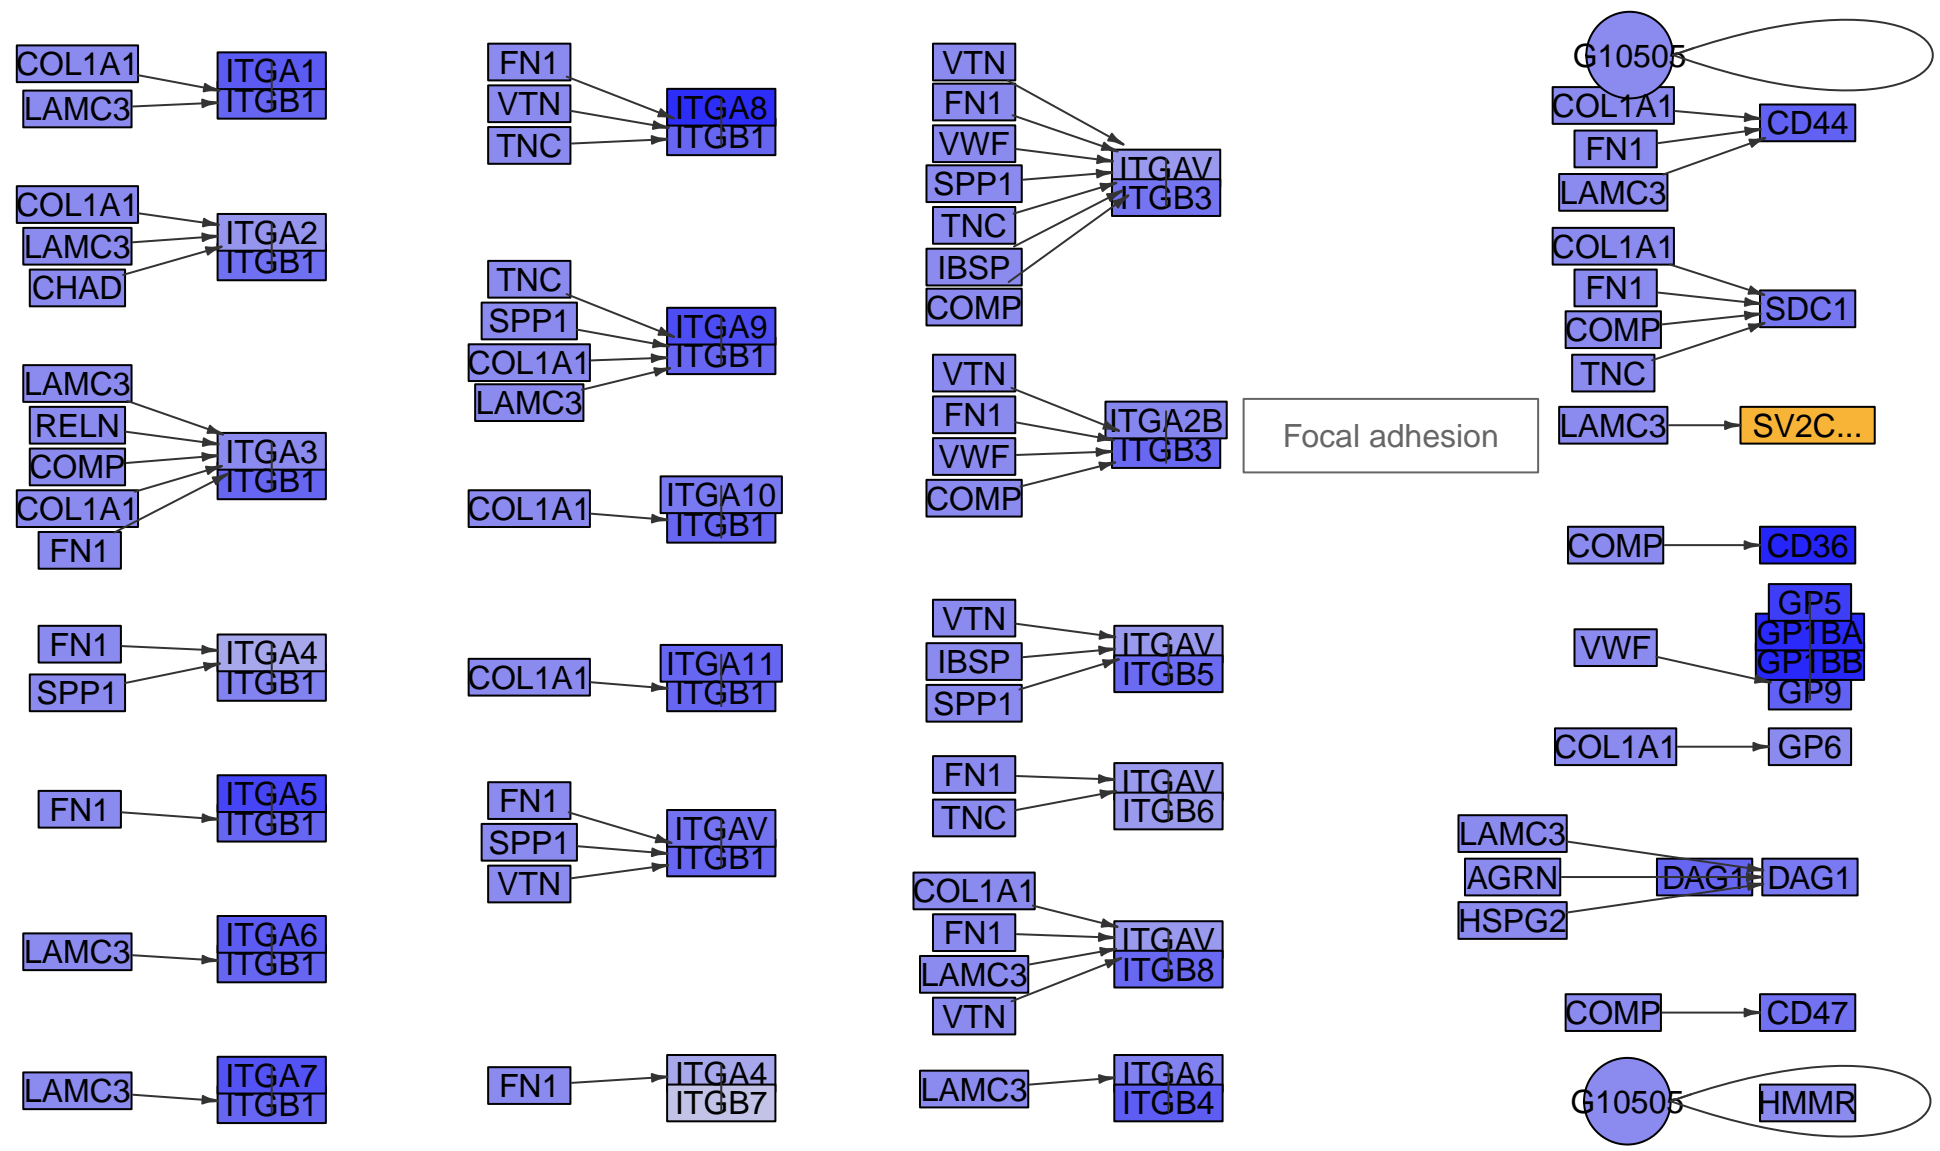 COL1A1
LAMC3
ITGA1
ITGB1
COL1A1
LAMC3
CHAD
ITGA2
ITGB1
LAMC3
RELN
COMP
COL1A1
FN1
ITGA3
ITGB1
FN1
SPP1
ITGA4
ITGB1
FN1
ITGA5
ITGB1
LAMC3
ITGA6
ITGB1
LAMC3
ITGA7
ITGB1
FN1
VTN
TNC
ITGA8
ITGB1
TNC
SPP1
COL1A1
LAMC3
ITGA9
ITGB1
COL1A1
ITGA10
ITGB1
COL1A1
ITGA11
ITGB1
FN1
SPP1
VTN
ITGAV
ITGB1
FN1
ITGA4
ITGB7
VTN
FN1
VWF
SPP1
TNC
IBSP
COMP
ITGAV
ITGB3
VTN
FN1
VWF
COMP
ITGA2B
ITGB3
VTN
IBSP
SPP1
ITGAV
ITGB5
FN1
TNC
ITGAV
ITGB6
COL1A1
FN1
LAMC3
VTN
ITGAV
ITGB8
LAMC3
ITGA6
ITGB4
Focal adhesion
G10505
COL1A1
FN1
LAMC3
CD44
COL1A1
FN1
COMP
TNC
SDC1
LAMC3
SV2C...
COMP
CD36
VWF
GP5
GP1BA
GP1BB
GP9
COL1A1
GP6
LAMC3
AGRN
HSPG2
DAG1
DAG1
COMP
CD47
G10505
HMMR